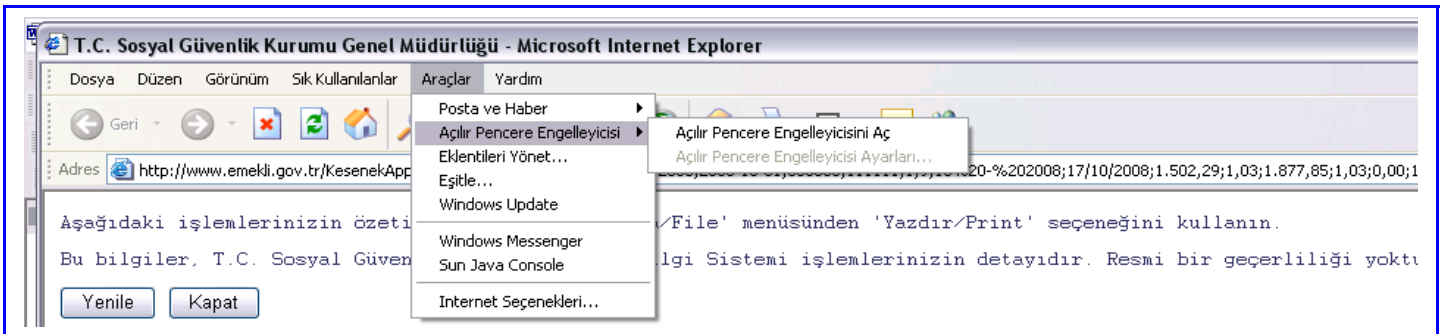 T.C. Sosyal Güvenlik Kurumu Genel Müdürlüğü - Microsoft Internet Explorer
Dosya Düzen Görünüm Sık Kullanılanlar Araçlar Yardım
Geri
Posta ve Haber
Açılır Pencere Engelleyicisi
Eklentileri Yönet...
Eşitle...
Windows Update
Windows Messenger
Sun Java Console
Internet Seçenekleri...
Açılır Pencere Engelleyicisini Aç
Açılır Pencere Engelleyicisi Ayarları...
Adres http://www.emekli.gov.tr/KesenekApp 20-%202008;17/10/2008;1.502,29;1,03;1.877,85;1,03;0,00;1
Aşağıdaki işlemlerinizin özeti /File' menüsünden 'Yazdır/Print' seçeneğini kullanın.
Bu bilgiler, T.C. Sosyal Güven lgi Sistemi işlemlerinizin detayıdır. Resmi bir geçerliliği yoktu
Yenile Kapat